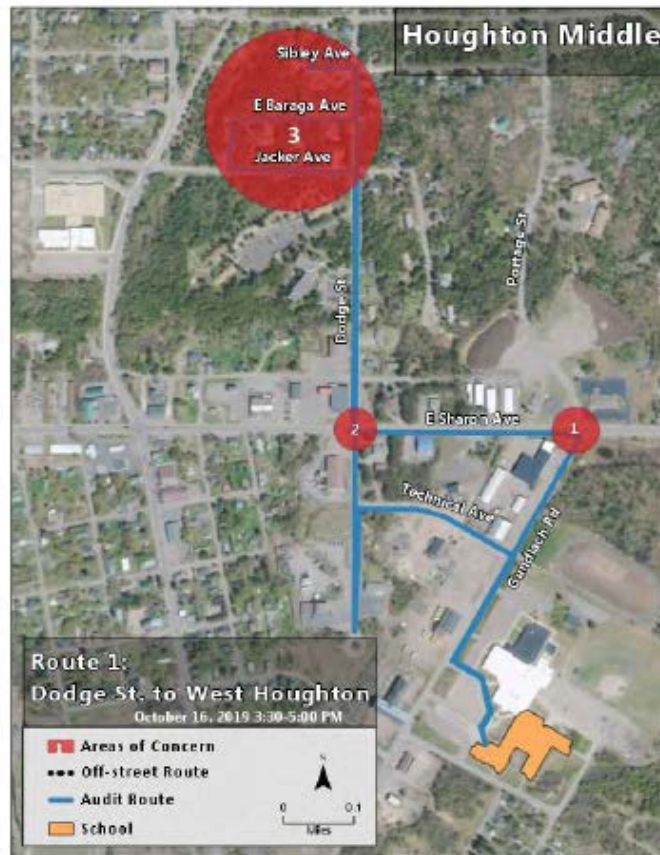 Houghton Middle
Sibley Ave
E Baraga Ave
3
Jacker Ave
Portage St
Dodge St
E Sharon Ave
2
1
Technical Ave
Gundlach Rd
Route 1:
Dodge St. to West Houghton
October 16, 2019 3:30-5:00 PM
Areas of Concern
Off-street Route
Audit Route
School
N
0 0.1
Miles